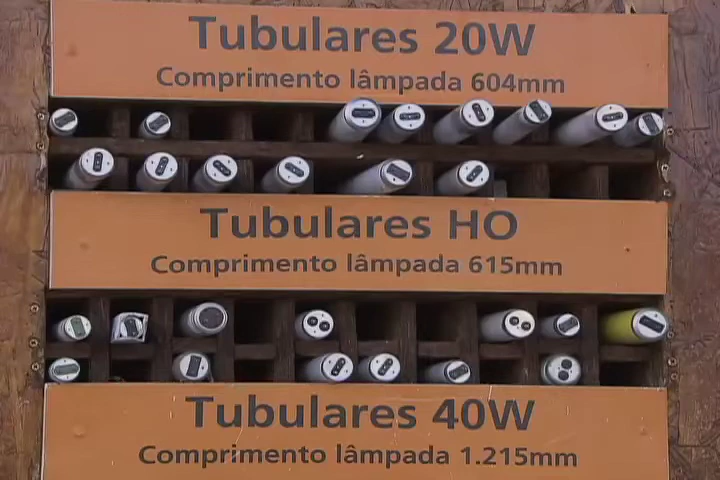 Tubulares 20W
Comprimento lâmpada 604mm
Tubulares HO
Comprimento lâmpada 615mm
Tubulares 40W
Comprimento lâmpada 1.215mm